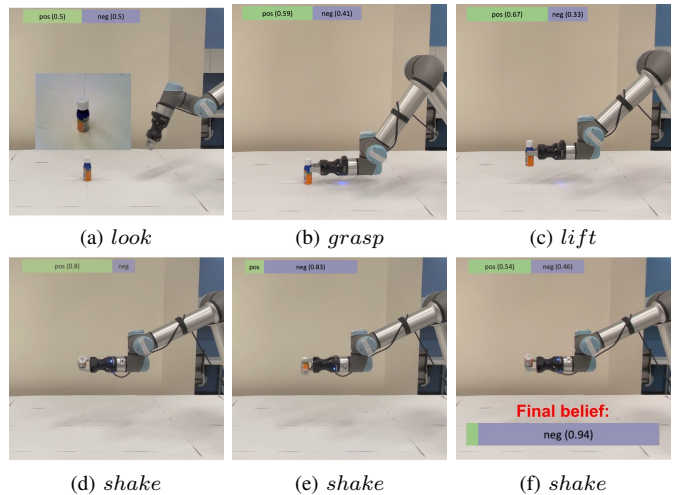 pos (0.5) neg (0.5)
pos (0.59) neg (0.41)
pos (0.67) neg (0.33)
(a) look
(b) grasp
(c) lift
pos (0.8) neg
pos neg (0.83)
pos (0.54) neg (0.46)
Final belief:
neg (0.94)
(d) shake
(e) shake
(f) shake